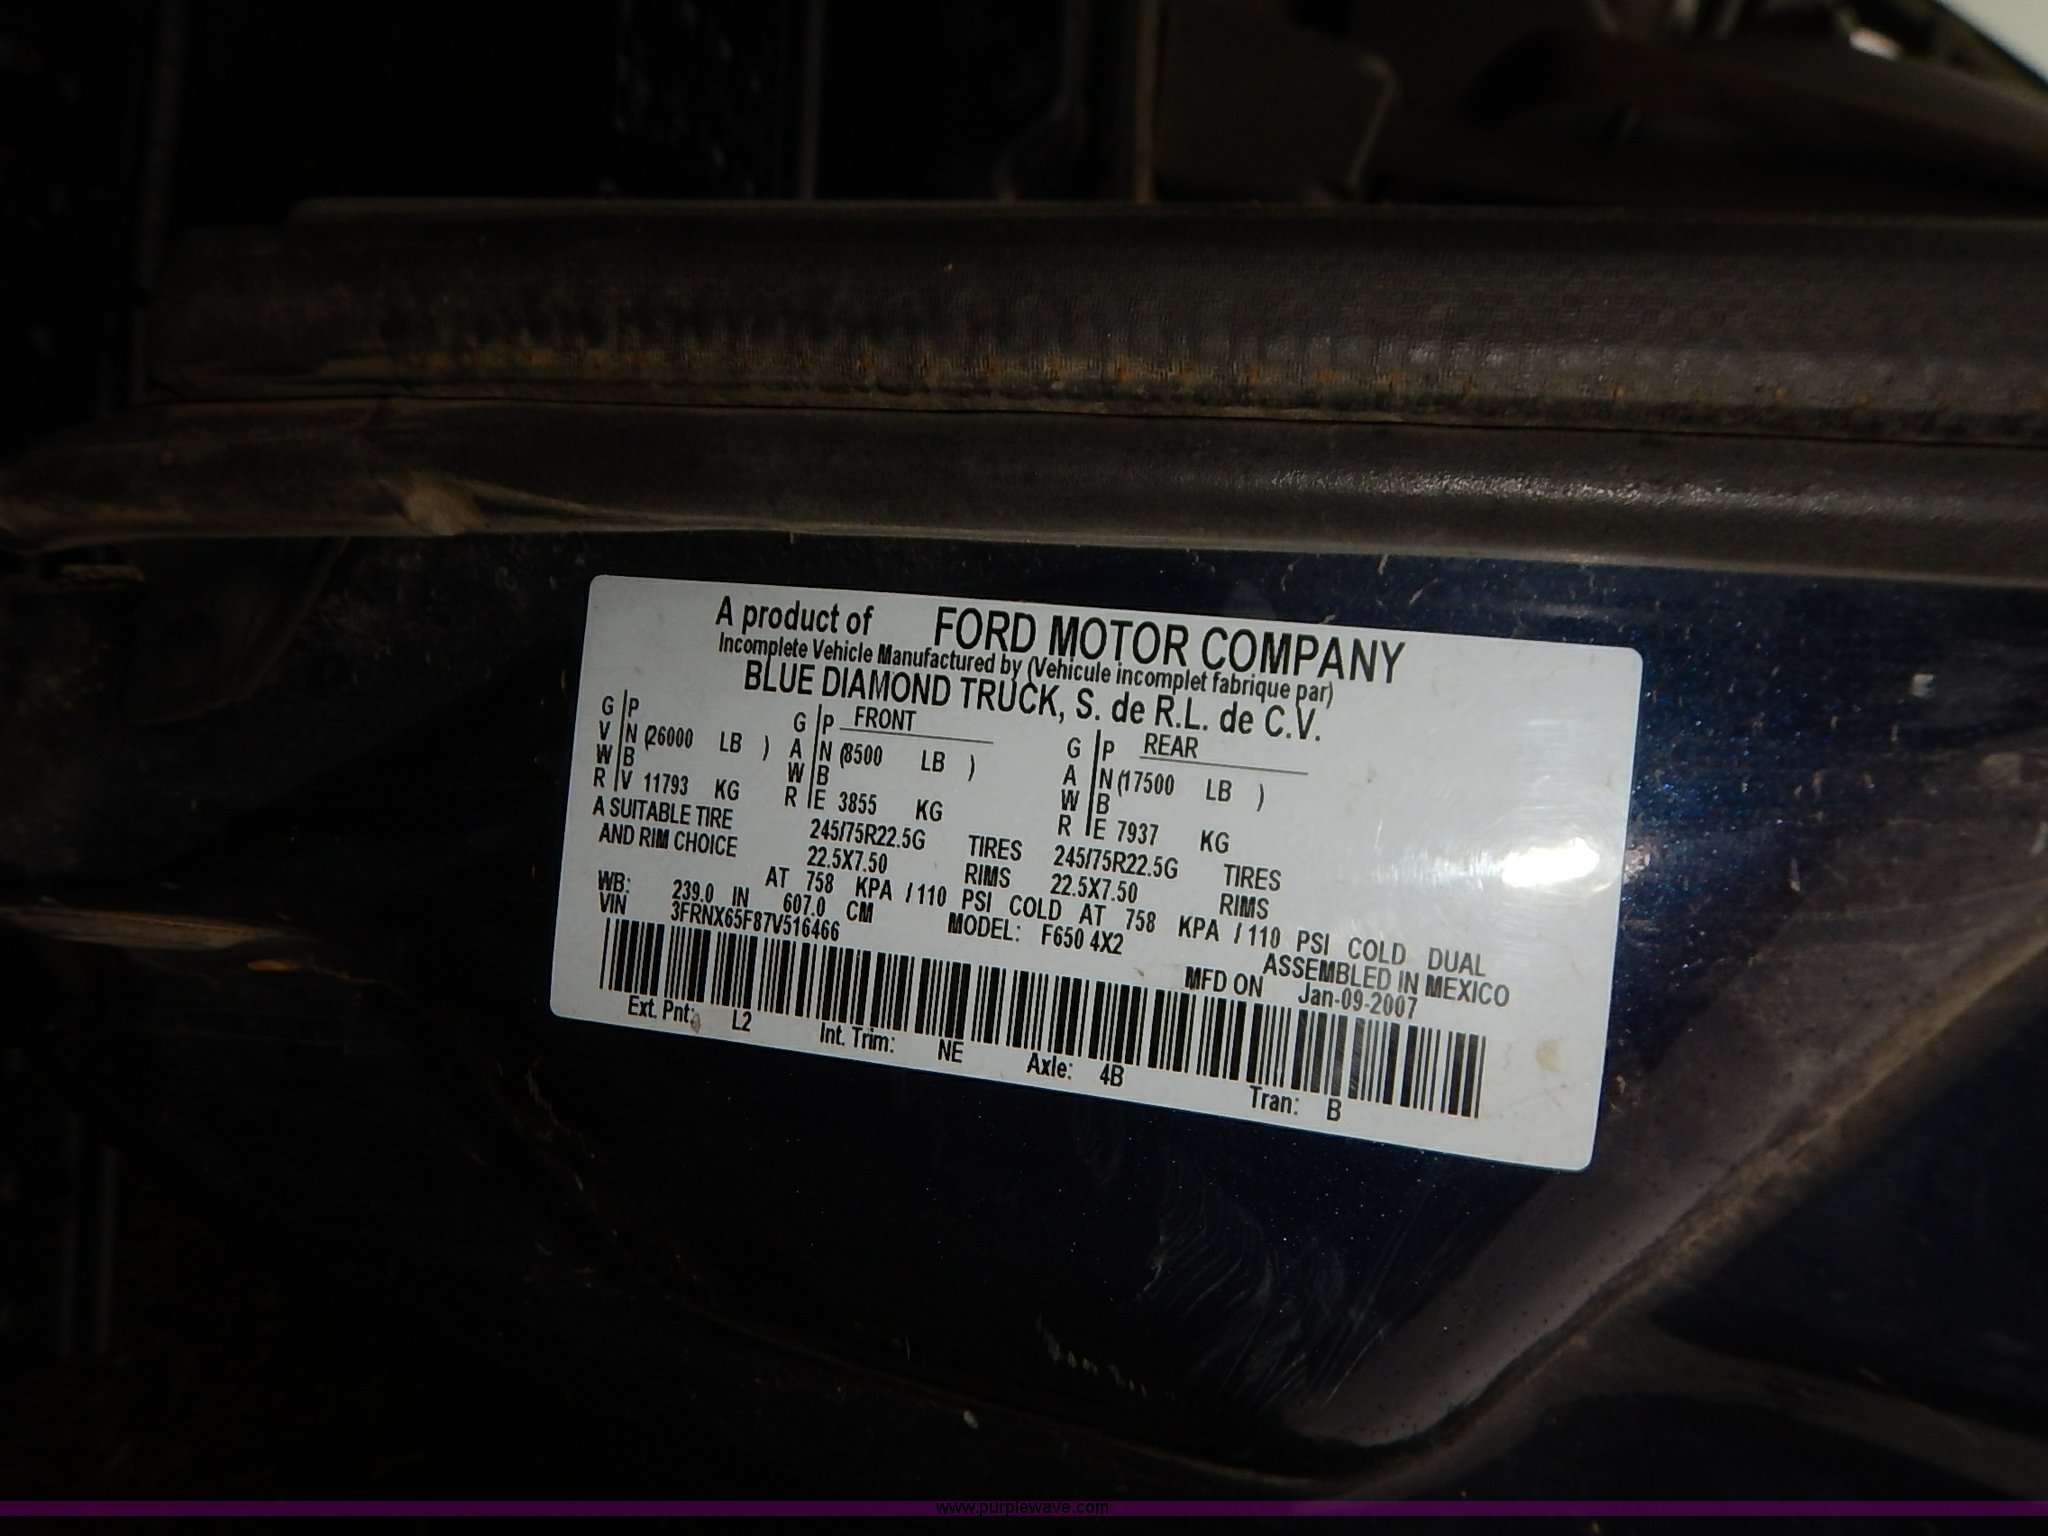 A product of FORD MOTOR COMPANY
Incomplete Vehicle Manufactured by (Vehicule incomplet fabrique par)
BLUE DIAMOND TRUCK, S. de R.L. de C.V.
G P G P FRONT G P REAR
V N (26000 LB ) A N (8500 LB ) A N (17500 LB )
W B W B W B
R V 11793 KG R E 3855 KG R E 7937 KG
A SUITABLE TIRE 245/75R22.5G TIRES 245/75R22.5G TIRES
AND RIM CHOICE 22.5X7.50 RIMS 22.5X7.50 RIMS
AT 758 KPA / 110 PSI COLD AT 758 KPA / 110 PSI COLD DUAL
WB: 239.0 IN 607.0 CM MODEL: F650 4X2 ASSEMBLED IN MEXICO
VIN 3FRNX65F87V516466 MFD ON Jan-09-2007
Ext. Pnt: L2 Int. Trim: NE Axle: 4B Tran: B
www.purplewave.com